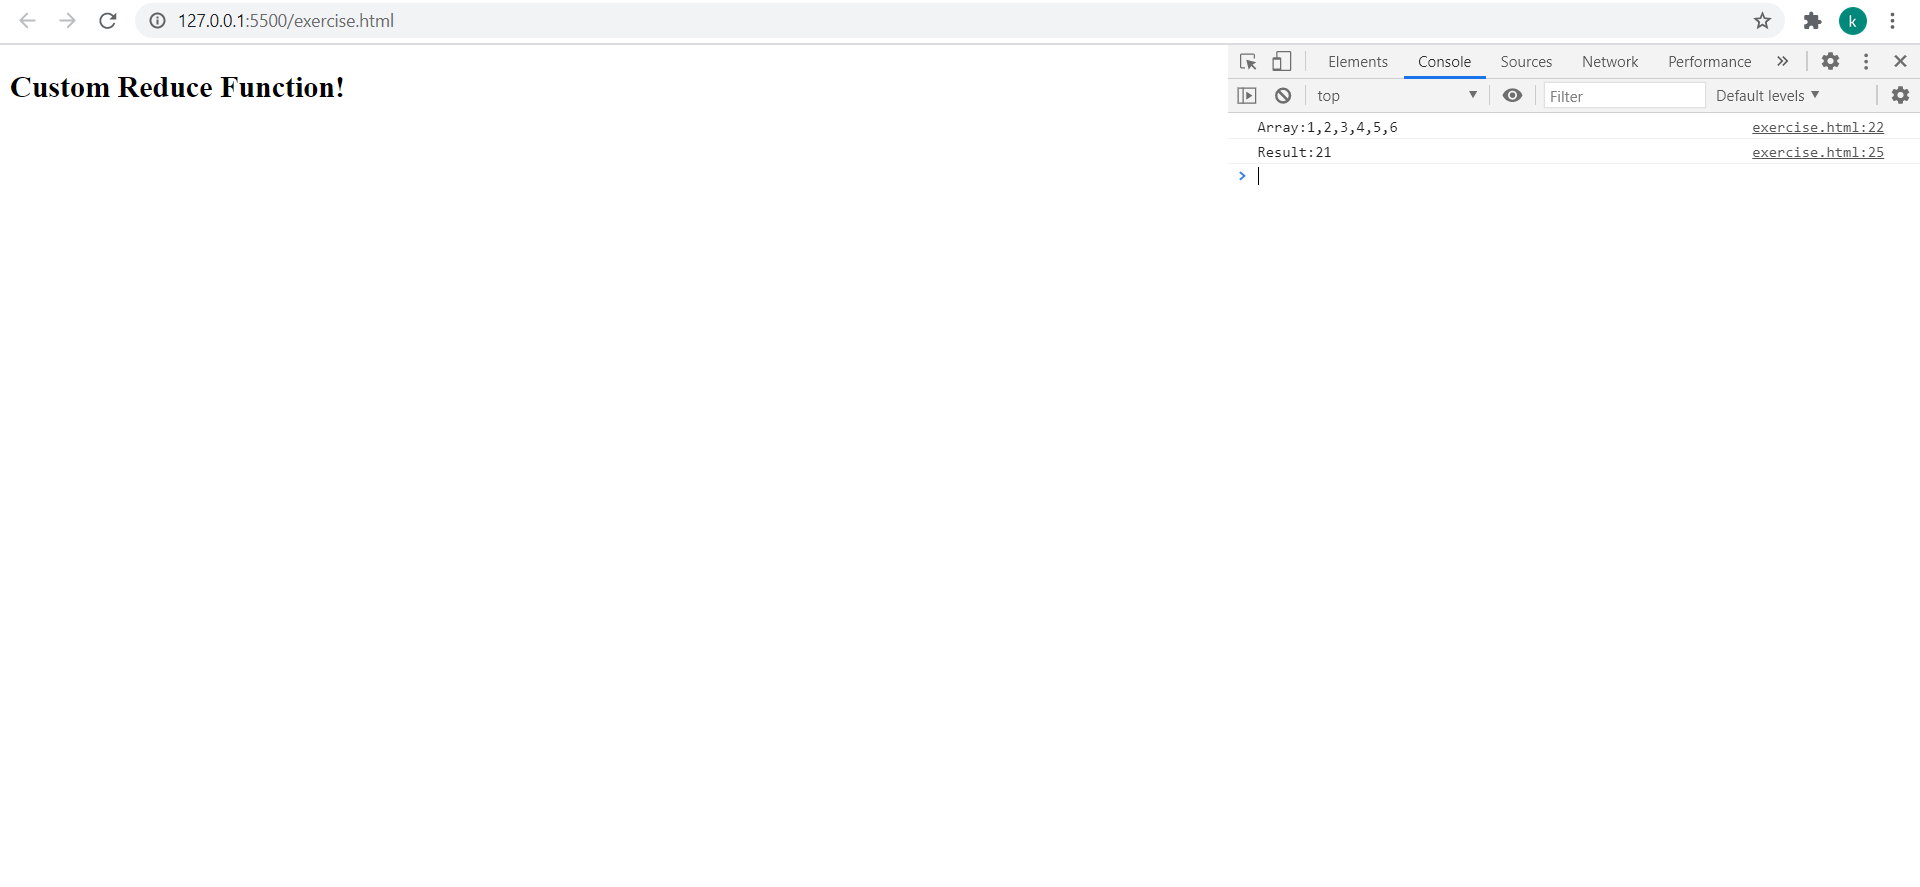 127.0.0.1:5500/exercise.html
k
Custom Reduce Function!
Elements Console Sources Network Performance
top Filter Default levels
Array:1,2,3,4,5,6 exercise.html:22
Result:21 exercise.html:25